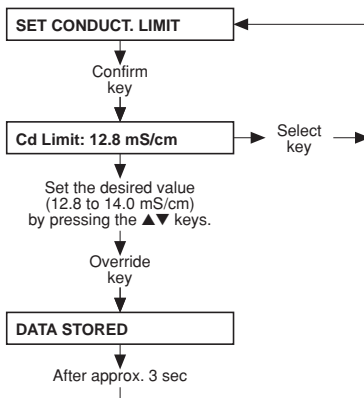 SET CONDUCT. LIMIT
Confirm
key
Cd Limit: 12.8 mS/cm
Select
key
Set the desired value
(12.8 to 14.0 mS/cm)
by pressing the ▲▼ keys.
Override
key
DATA STORED
After approx. 3 sec